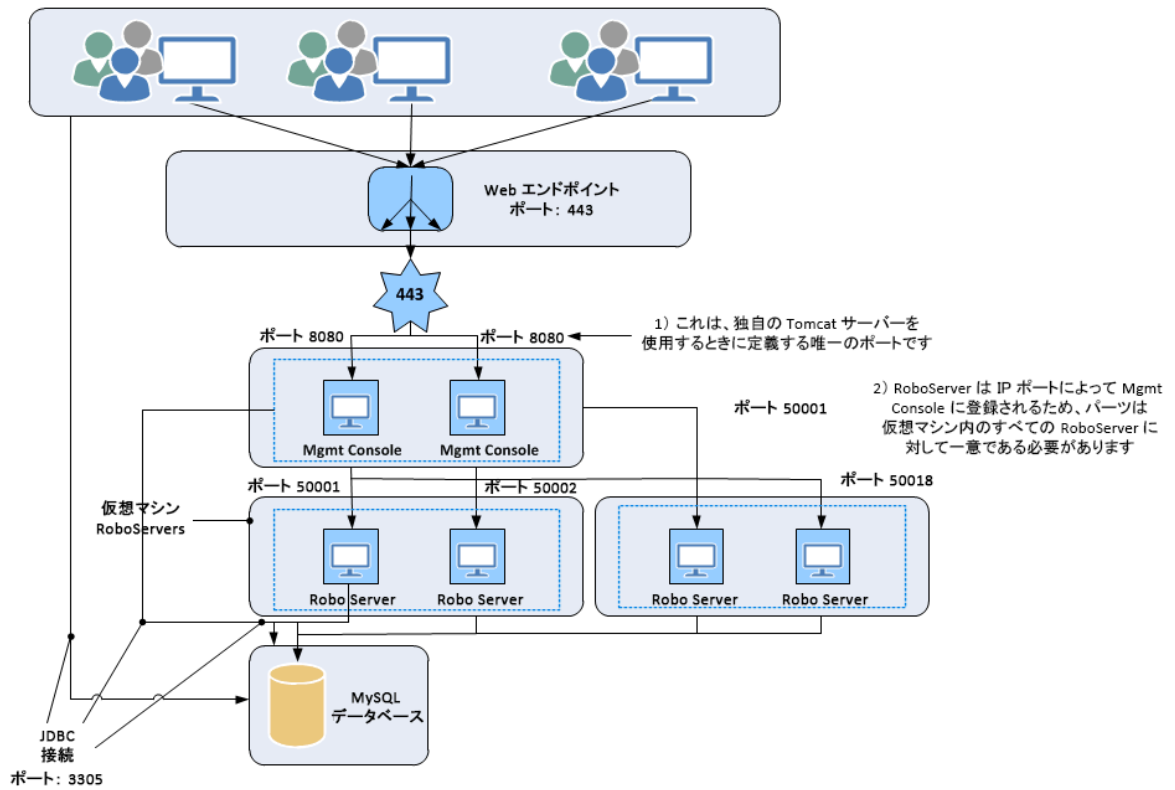 Web エンドポイント
ポート： 443
443
ポート 8080
ポート 8080
1） これは、独自の Tomcat サーバーを
使用するときに定義する唯一のポートです
2） RoboServer は IP ポートによって Mgmt
Console に登録されるため、パーツは
仮想マシン内のすべての RoboServer に
対して一意である必要があります
ポート 50001
Mgmt Console
Mgmt Console
ポート 50001
ポート 50002
ポート 50018
仮想マシン
RoboServers
Robo Server
Robo Server
Robo Server
Robo Server
MySQL
データベース
JDBC
接続
ポート： 3305